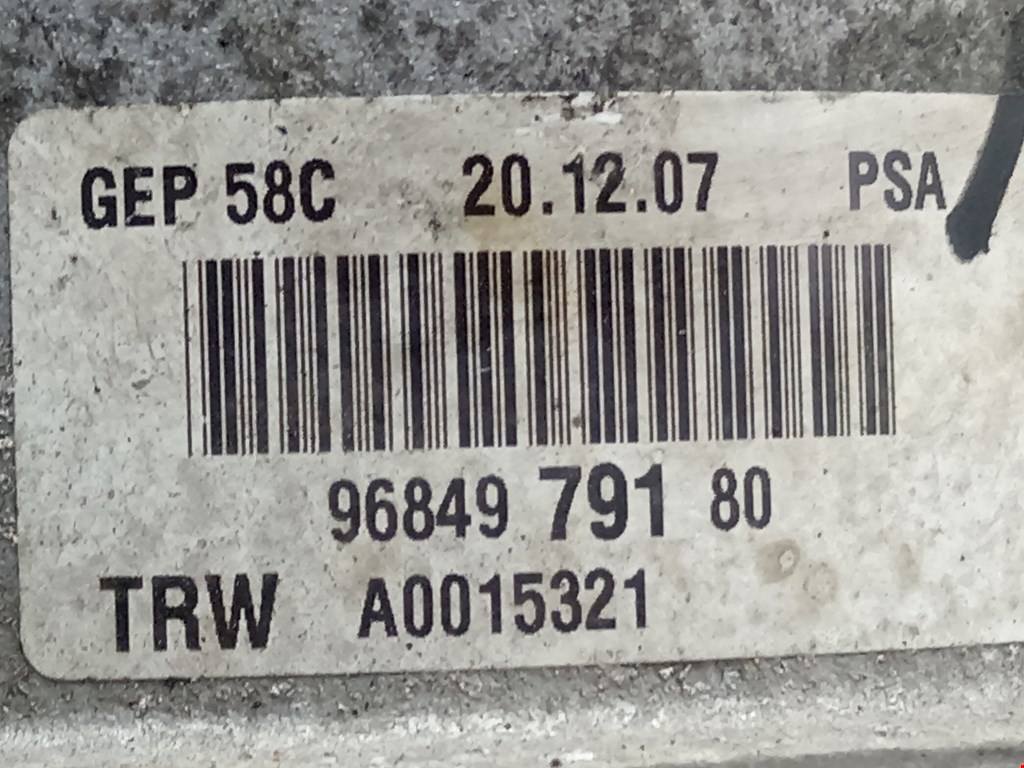 GEP 58C 20.12.07 PSA
96849 791 80
TRW A0015321